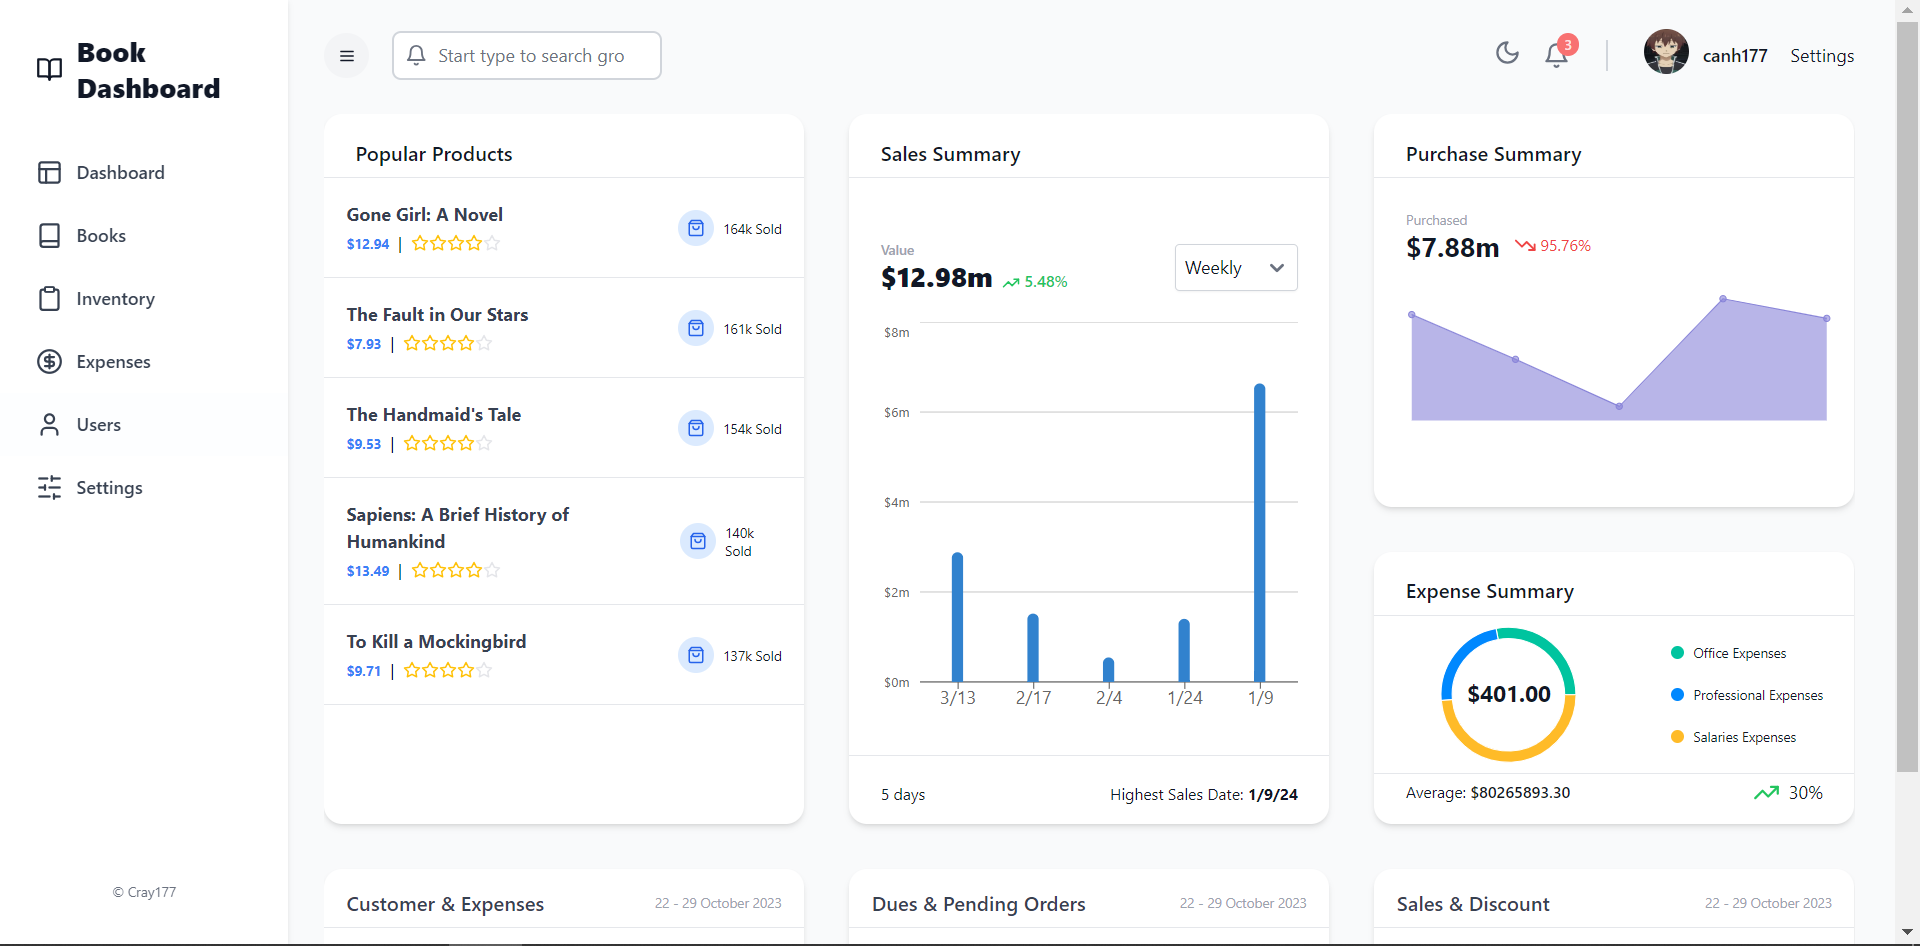 Book
Dashboard
Dashboard
Books
Inventory
Expenses
Users
Settings
© Cray177
Start type to search gro
3
canh177
Settings
Popular Products
Gone Girl: A Novel
$12.94 |
164k Sold
The Fault in Our Stars
$7.93 |
161k Sold
The Handmaid's Tale
$9.53 |
154k Sold
Sapiens: A Brief History of
Humankind
$13.49 |
140k
Sold
To Kill a Mockingbird
$9.71 |
137k Sold
Sales Summary
Value
$12.98m 5.48%
Weekly
$8m
$6m
$4m
$2m
$0m
3/13 2/17 2/4 1/24 1/9
5 days
Highest Sales Date: 1/9/24
Purchase Summary
Purchased
$7.88m 95.76%
Expense Summary
$401.00
Office Expenses
Professional Expenses
Salaries Expenses
Average: $80265893.30
30%
Customer & Expenses
22 - 29 October 2023
Dues & Pending Orders
22 - 29 October 2023
Sales & Discount
22 - 29 October 2023